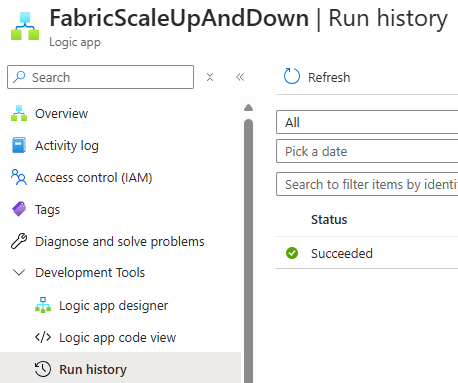 FabricScaleUpAndDown | Run history
Logic app
Search
Overview
Activity log
Access control (IAM)
Tags
Diagnose and solve problems
Development Tools
Logic app designer
Logic app code view
Run history
Refresh
All
Pick a date
Search to filter items by identi
Status
Succeeded